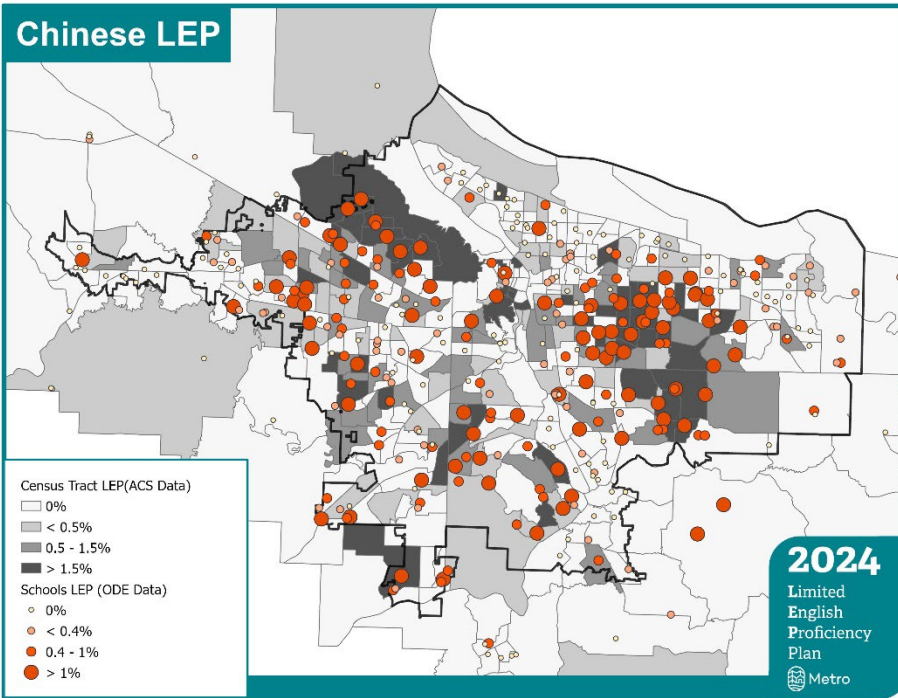 Chinese LEP
Census Tract LEP(ACS Data)
0%
< 0.5%
0.5 - 1.5%
> 1.5%
Schools LEP (ODE Data)
0%
< 0.4%
0.4 - 1%
> 1%
2024
Limited
English
Proficiency
Plan
Metro